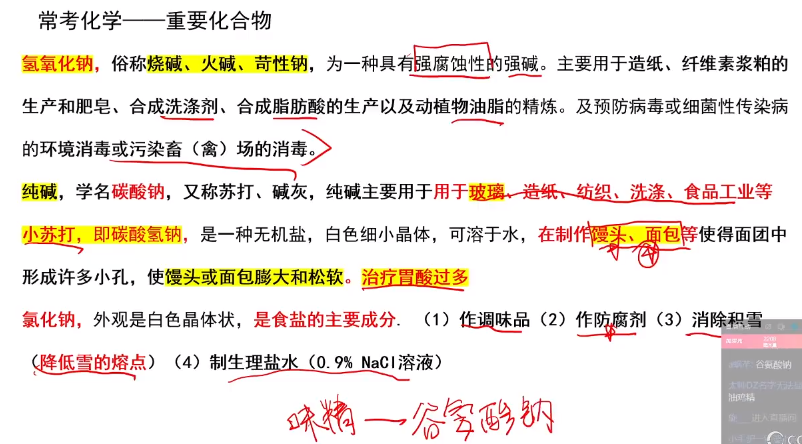 常考化学——重要化合物
氢氧化钠，俗称烧碱、火碱、苛性钠，为一种具有强腐蚀性的强碱。主要用于造纸、纤维素浆粕的
生产和肥皂、合成洗涤剂、合成脂肪酸的生产以及动植物油脂的精炼。及预防病毒或细菌性传染病
的环境消毒或污染畜（禽）场的消毒。
纯碱，学名碳酸钠，又称苏打、碱灰，纯碱主要用于用于玻璃、造纸、纺织、洗涤、食品工业等
小苏打，即碳酸氢钠，是一种无机盐，白色细小晶体，可溶于水，在制作馒头、面包等使得面团中
形成许多小孔，使馒头或面包膨大和松软。治疗胃酸过多
氯化钠，外观是白色晶体状，是食盐的主要成分．（1）作调味品（2）作防腐剂（3）消除积雪
（降低雪的熔点）（4）制生理盐水（0.9% NaCl溶液）
谷氨酸钠
味精—谷氨酸钠